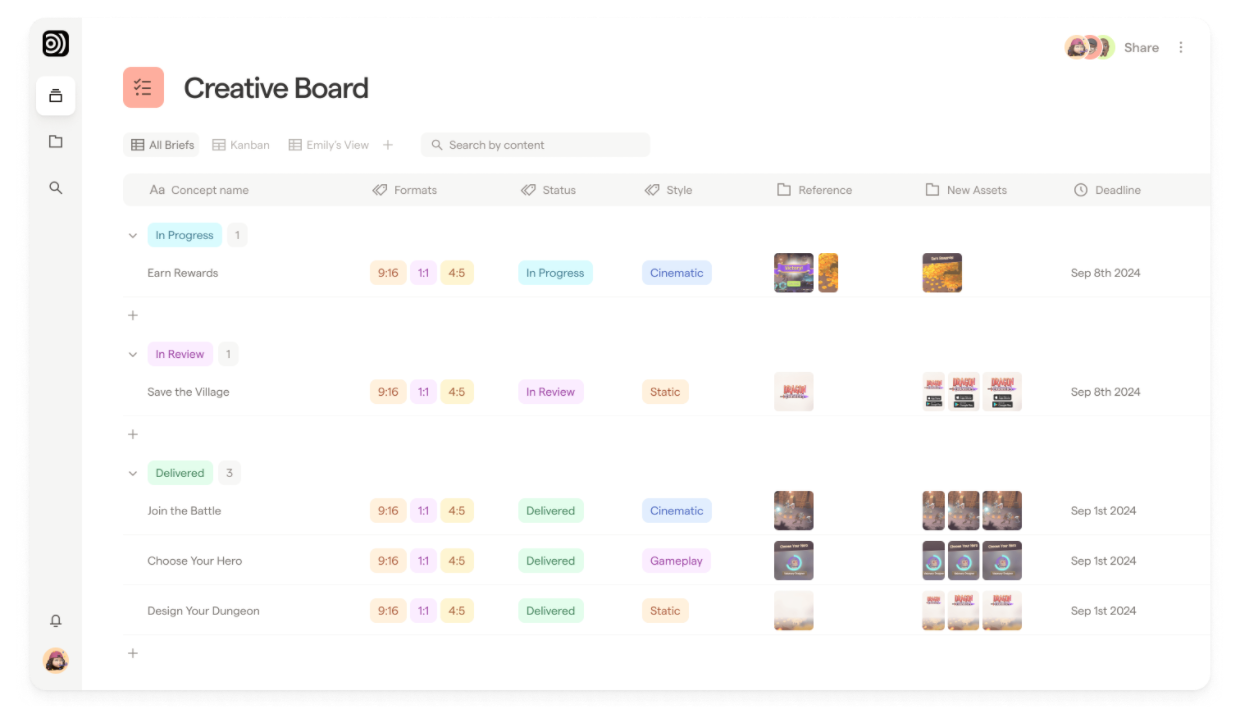 Share
Creative Board
All Briefs Kanban Emily's View Search by content
Aa Concept name Formats Status Style Reference New Assets Deadline
In Progress 1
Earn Rewards 9:16 1:1 4:5 In Progress Cinematic Sep 8th 2024
In Review 1
Save the Village 9:16 1:1 4:5 In Review Static Sep 8th 2024
Delivered 3
Join the Battle 9:16 1:1 4:5 Delivered Cinematic Sep 1st 2024
Choose Your Hero 9:16 1:1 4:5 Delivered Gameplay Sep 1st 2024
Design Your Dungeon 9:16 1:1 4:5 Delivered Static Sep 1st 2024